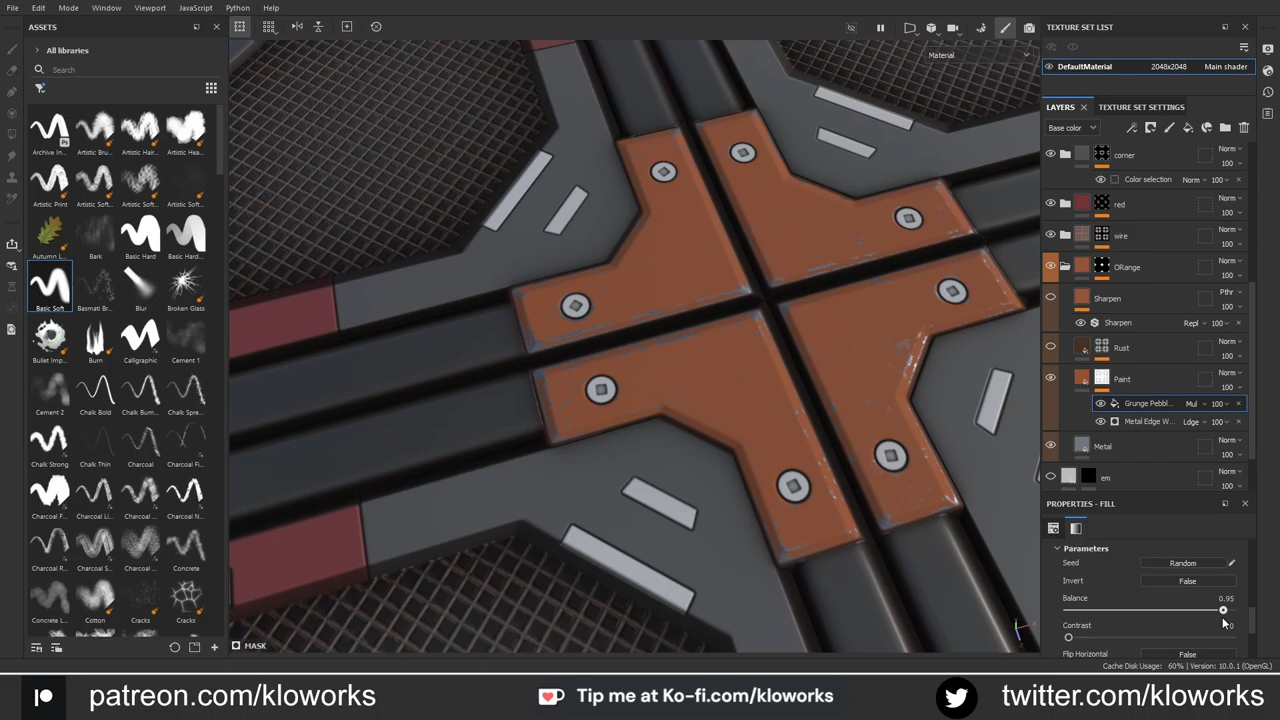 File Edit Mode Window Viewport JavaScript Python Help
ASSETS
All libraries
Search
Archive In...
Artistic Bru...
Artistic Hair...
Artistic Hea...
Artistic Print
Artistic Soft...
Artistic Soft...
Artistic Soft...
Autumn L...
Bark
Basic Hard
Basic Hard...
Basic Soft
Basmati Br...
Blur
Broken Glass
Bullet Imp...
Burn
Calligraphic
Cement 1
Cement 2
Chalk Bold
Chalk Bum...
Chalk Spre...
Chalk Strong
Chalk Thin
Charcoal
Charcoal Fi...
Charcoal F...
Charcoal Li...
Charcoal M...
Charcoal N...
Charcoal R...
Charcoal S...
Charcoal W...
Concrete
Concrete L...
Cotton
Cracks
Cracks
Material
MASK
TEXTURE SET LIST
DefaultMaterial 2048x2048 Main shader
LAYERS
TEXTURE SET SETTINGS
Base color
corner Norm 100
Color selection Norm 100
red Norm 100
wire Norm 100
ORange Norm 100
Sharpen Pthr 100
Sharpen Repl 100
Rust Norm 100
Paint Norm 100
Grunge Pebbl... Mul 100
Metal Edge W... Ldge 100
Metal Norm 100
em Norm 100
PROPERTIES - FILL
Parameters
Seed Random
Invert False
Balance 0.95
Contrast 0
Flip Horizontal False
Cache Disk Usage: 60% | Version: 10.0.1 (OpenGL)
patreon.com/kloworks
Tip me at Ko-fi.com/kloworks
twitter.com/kloworks